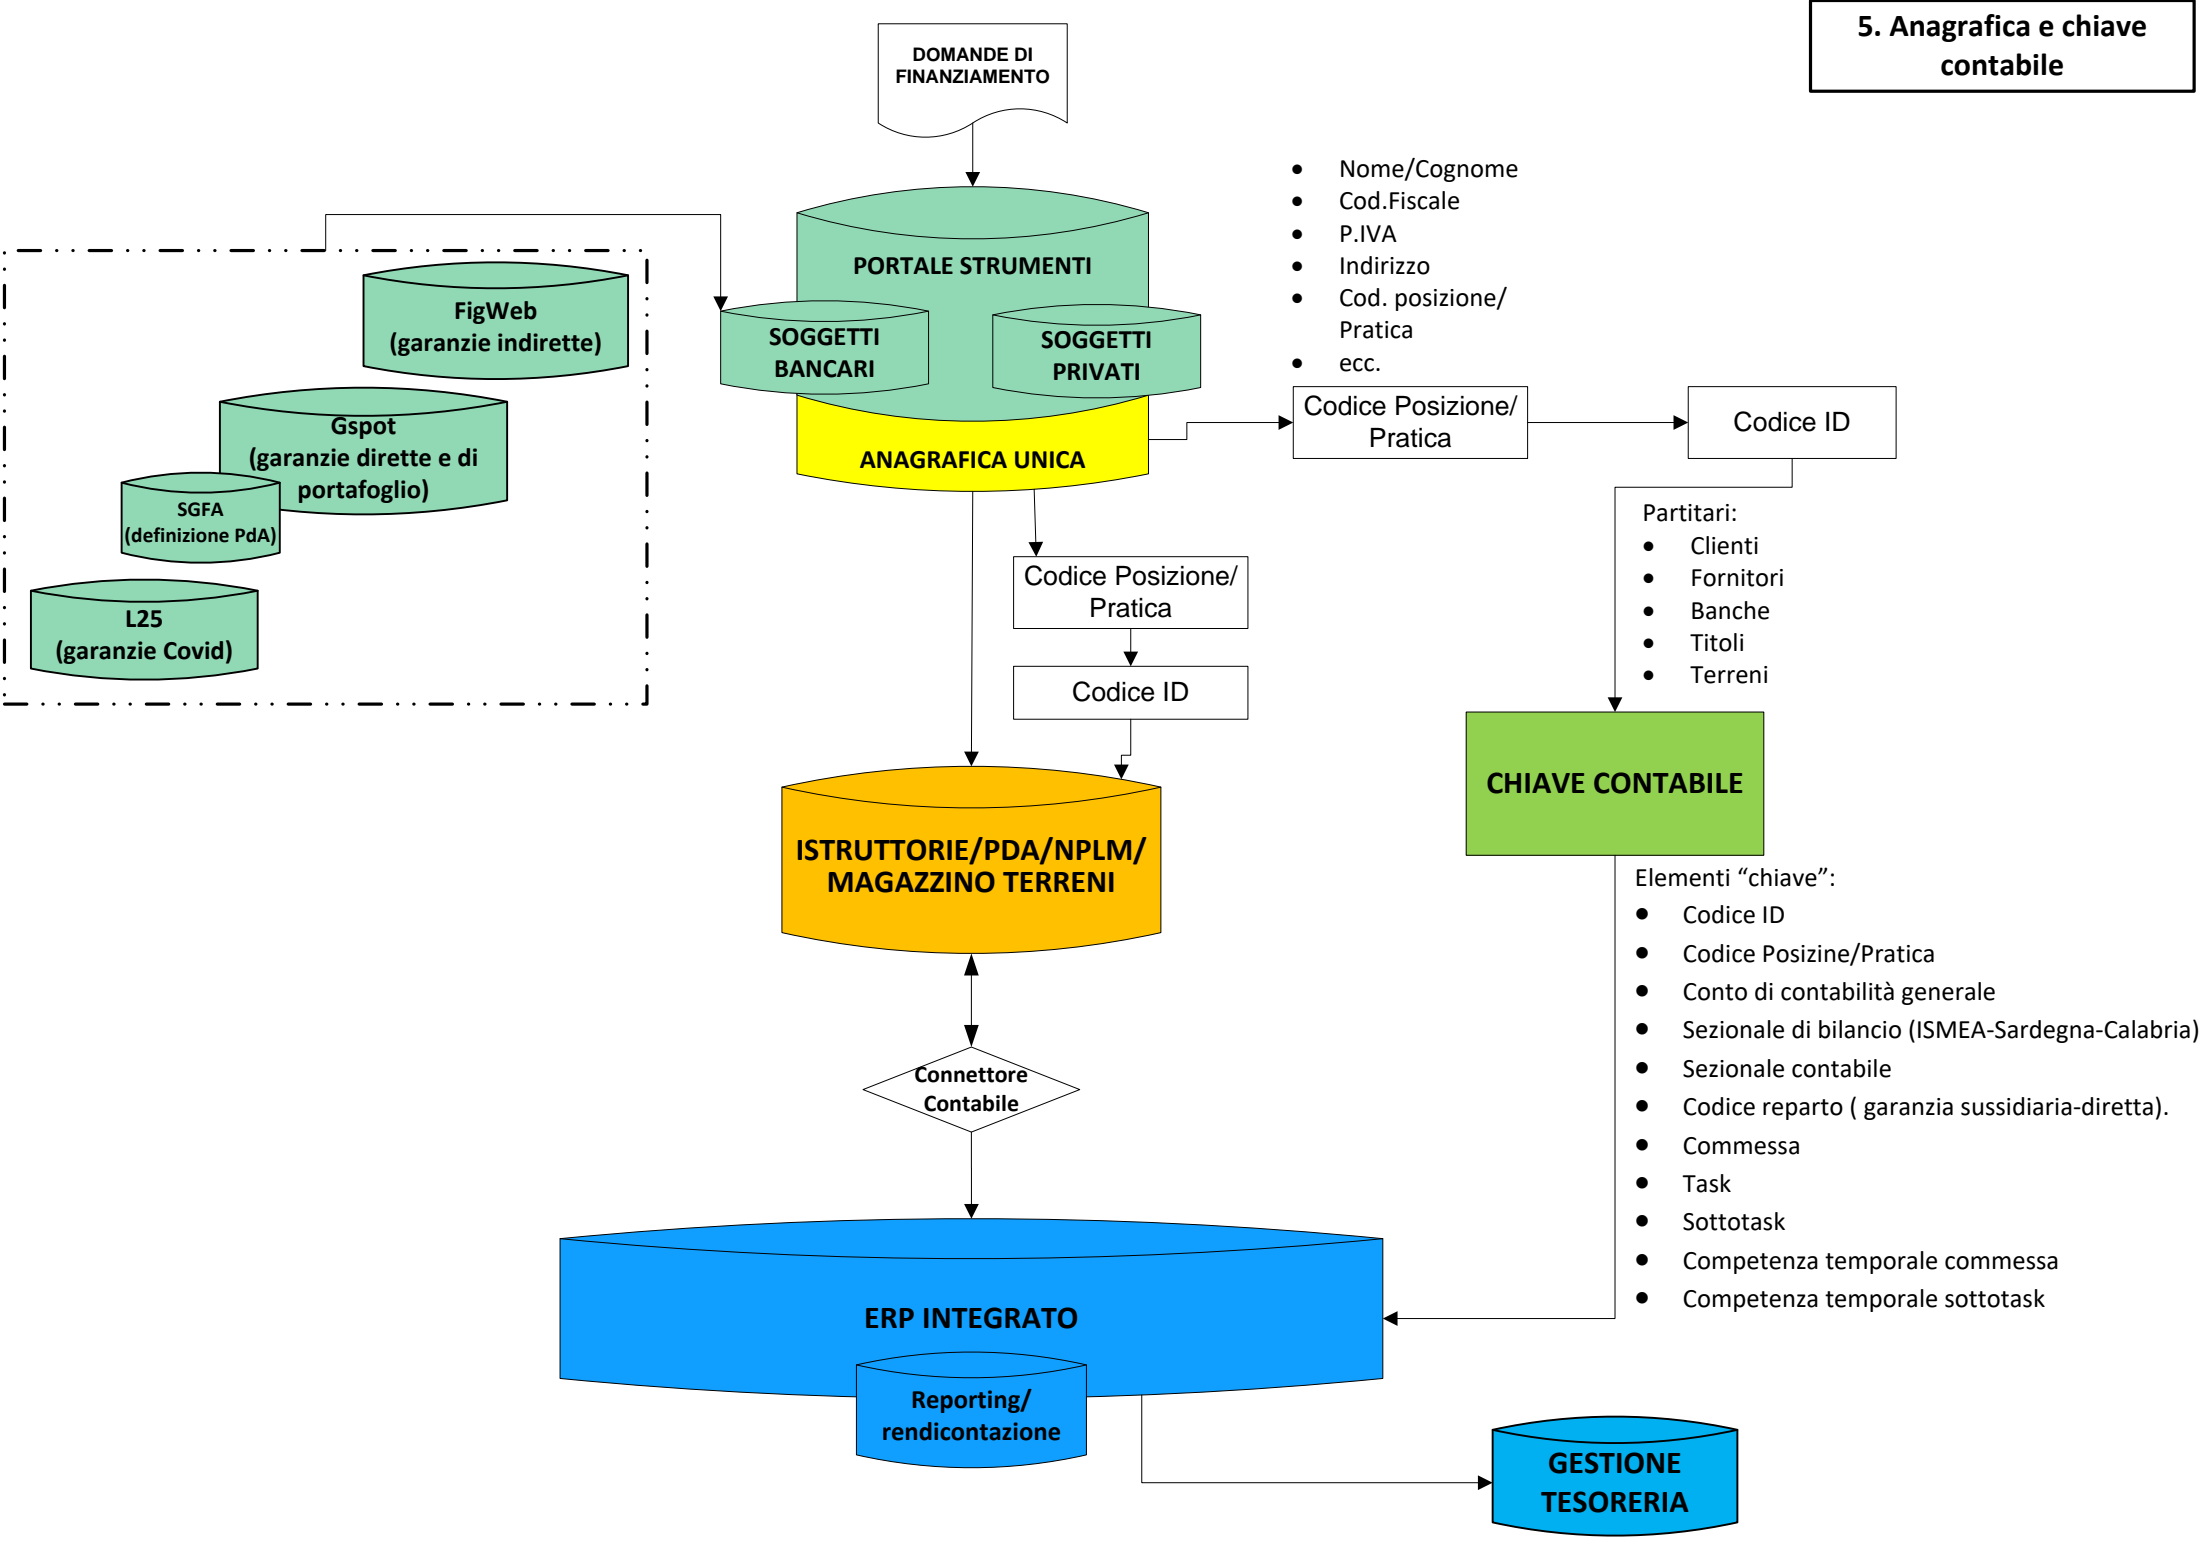 5. Anagrafica e chiave
contabile
DOMANDE DI
FINANZIAMENTO
PORTALE STRUMENTI
SOGGETTI
BANCARI
SOGGETTI
PRIVATI
ANAGRAFICA UNICA
FigWeb
(garanzie indirette)
Gspot
(garanzie dirette e di
portafoglio)
SGFA
(definizione PdA)
L25
(garanzie Covid)
• Nome/Cognome
• Cod.Fiscale
• P.IVA
• Indirizzo
• Cod. posizione/
Pratica
• ecc.
Codice Posizione/
Pratica
Codice ID
Codice Posizione/
Pratica
Codice ID
Partitari:
• Clienti
• Fornitori
• Banche
• Titoli
• Terreni
CHIAVE CONTABILE
ISTRUTTORIE/PDA/NPLM/
MAGAZZINO TERRENI
Elementi “chiave”:
• Codice ID
• Codice Posizine/Pratica
• Conto di contabilità generale
• Sezionale di bilancio (ISMEA-Sardegna-Calabria)
• Sezionale contabile
• Codice reparto ( garanzia sussidiaria-diretta).
• Commessa
• Task
• Sottotask
• Competenza temporale commessa
• Competenza temporale sottotask
Connettore
Contabile
ERP INTEGRATO
Reporting/
rendicontazione
GESTIONE
TESORERIA